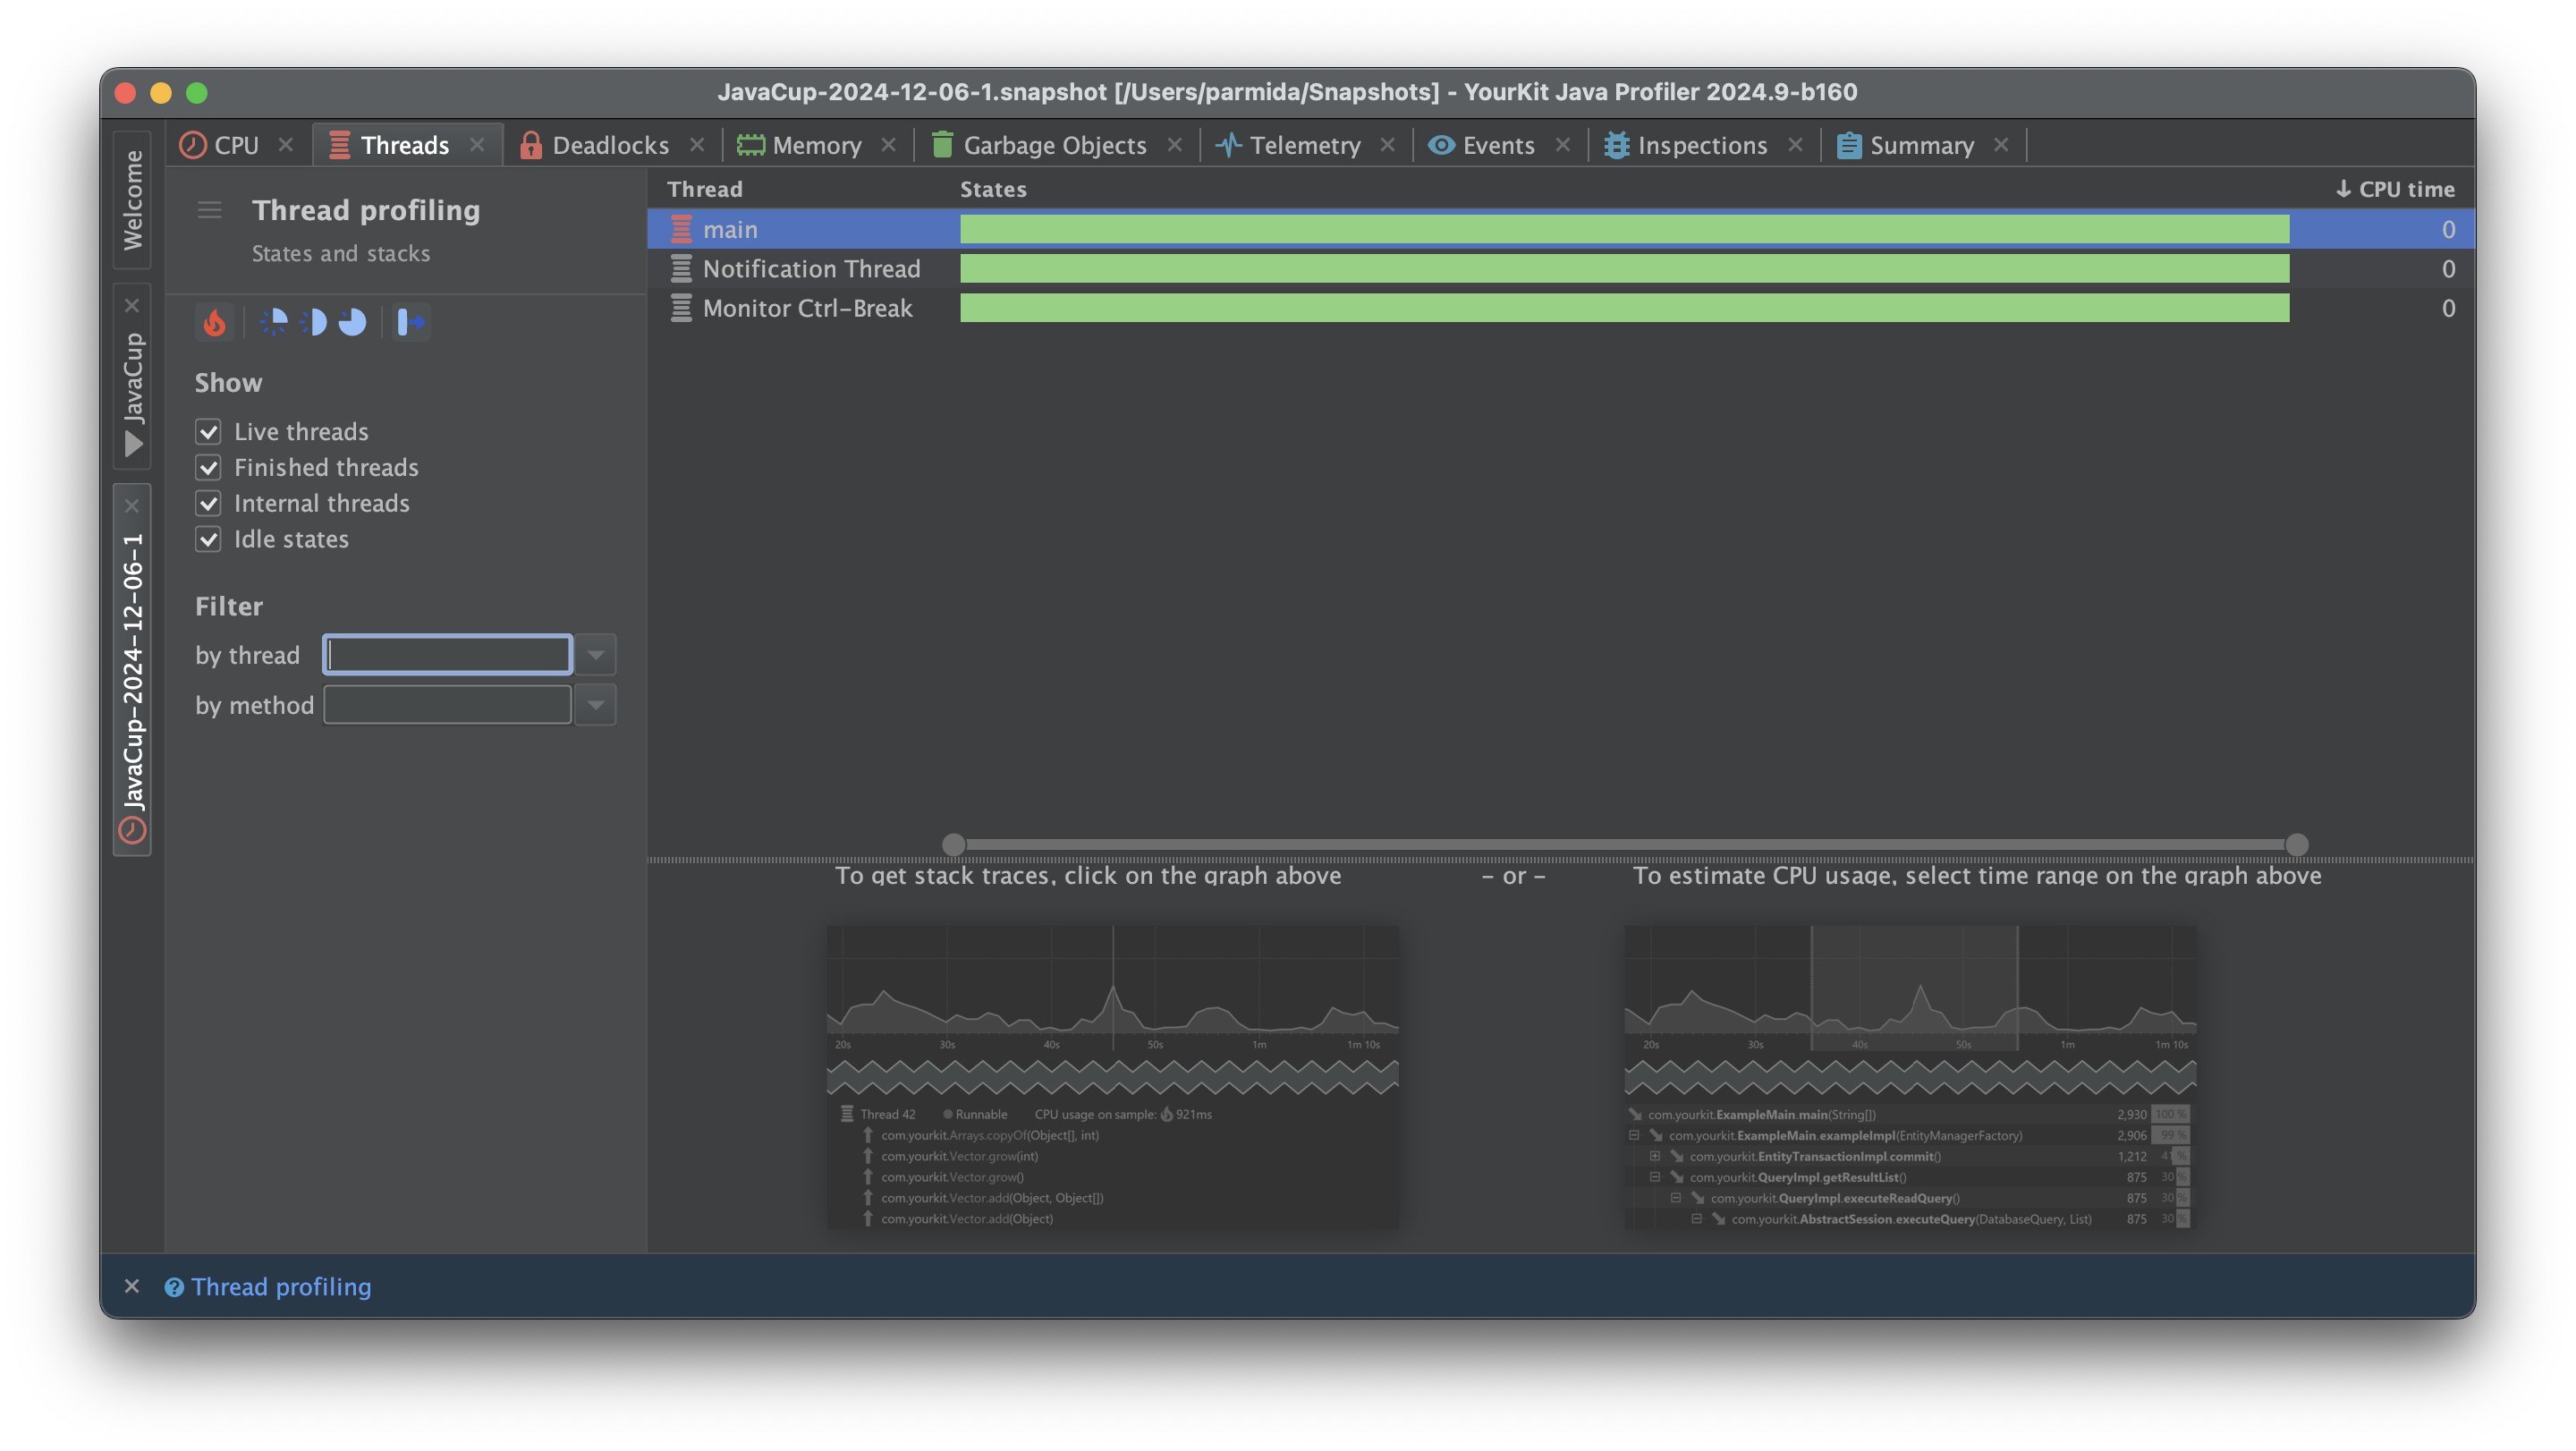 JavaCup-2024-12-06-1.snapshot [/Users/parmida/Snapshots] - YourKit Java Profiler 2024.9-b160
Welcome
JavaCup
JavaCup-2024-12-06-1
CPU
Threads
Deadlocks
Memory
Garbage Objects
Telemetry
Events
Inspections
Summary
Thread profiling
States and stacks
Show
Live threads
Finished threads
Internal threads
Idle states
Filter
by thread
by method
Thread States CPU time
main 0
Notification Thread 0
Monitor Ctrl-Break 0
To get stack traces, click on the graph above
- or -
To estimate CPU usage, select time range on the graph above
20s 30s 40s 50s 1m 1m 10s
Thread 42 Runnable CPU usage on sample: 921ms
com.yourkit.Arrays.copyOf(Object[], int)
com.yourkit.Vector.grow(int)
com.yourkit.Vector.grow()
com.yourkit.Vector.add(Object, Object[])
com.yourkit.Vector.add(Object)
20s 30s 40s 50s 1m 1m 10s
com.yourkit.ExampleMain.main(String[]) 2,930 100 %
com.yourkit.ExampleMain.exampleImpl(EntityManagerFactory) 2,906 99 %
com.yourkit.EntityTransactionImpl.commit() 1,212 41 %
com.yourkit.QueryImpl.getResultList() 875 30 %
com.yourkit.QueryImpl.executeReadQuery() 875 30 %
com.yourkit.AbstractSession.executeQuery(DatabaseQuery, List) 875 30 %
Thread profiling